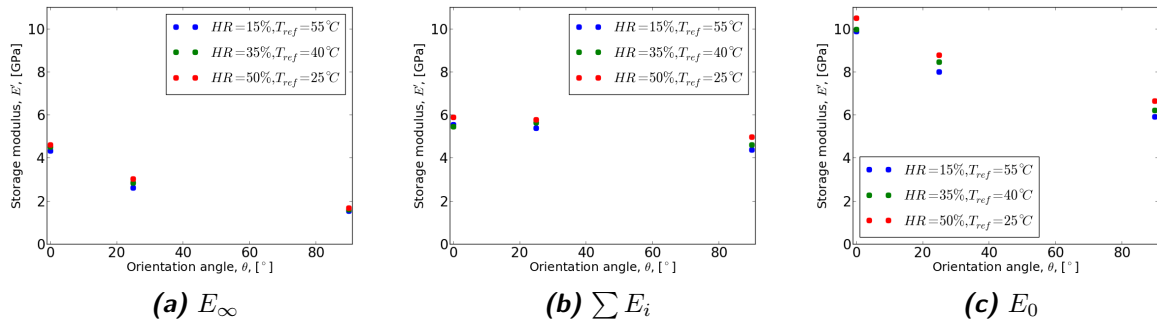 HR=15%,T_ref=55°C
HR=35%,T_ref=40°C
HR=50%,T_ref=25°C
Storage modulus, E′, [GPa]
10
8
6
4
2
0
0 20 40 60 80
Orientation angle, θ, [°]
(a) E_∞
HR=15%,T_ref=55°C
HR=35%,T_ref=40°C
HR=50%,T_ref=25°C
Storage modulus, E′, [GPa]
10
8
6
4
2
0
0 20 40 60 80
Orientation angle, θ, [°]
(b) ∑ E_i
Storage modulus, E′, [GPa]
10
8
6
4
2
0
HR=15%,T_ref=55°C
HR=35%,T_ref=40°C
HR=50%,T_ref=25°C
0 20 40 60 80
Orientation angle, θ, [°]
(c) E_0